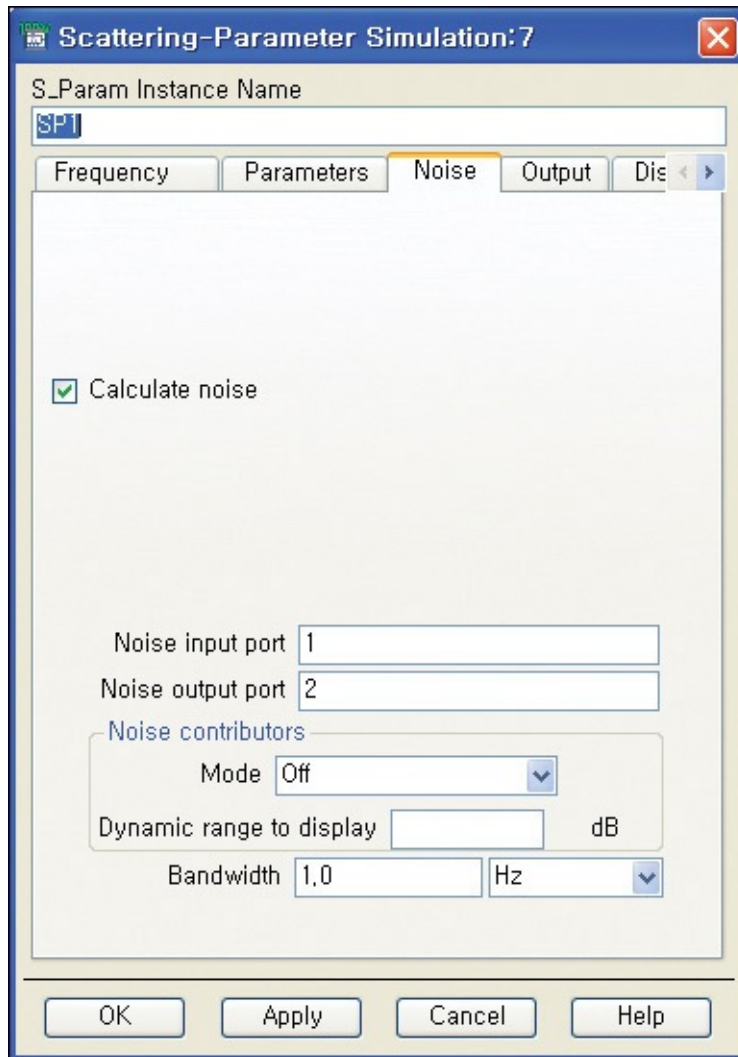 Scattering-Parameter Simulation:7
S_Param Instance Name
SP1
Frequency Parameters Noise Output Dis
Calculate noise
Noise input port 1
Noise output port 2
Noise contributors
Mode Off
Dynamic range to display dB
Bandwidth 1.0 Hz
OK Apply Cancel Help